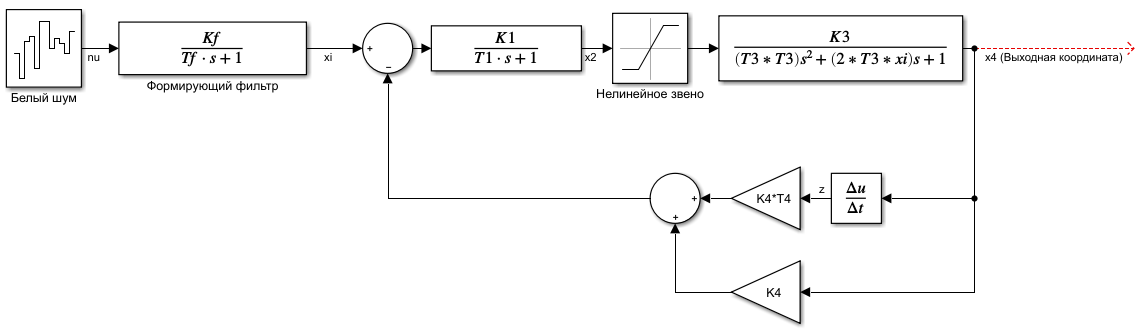 Kf
Tf · s + 1
K1
T1 · s + 1
K3
(T3 * T3)s² + (2 * T3 * xi)s + 1
nu
xi
+
−
x2
x4 (Выходная координата)
Белый шум
Формирующий фильтр
Нелинейное звено
K4*T4
z
Δu
Δt
+
+
K4